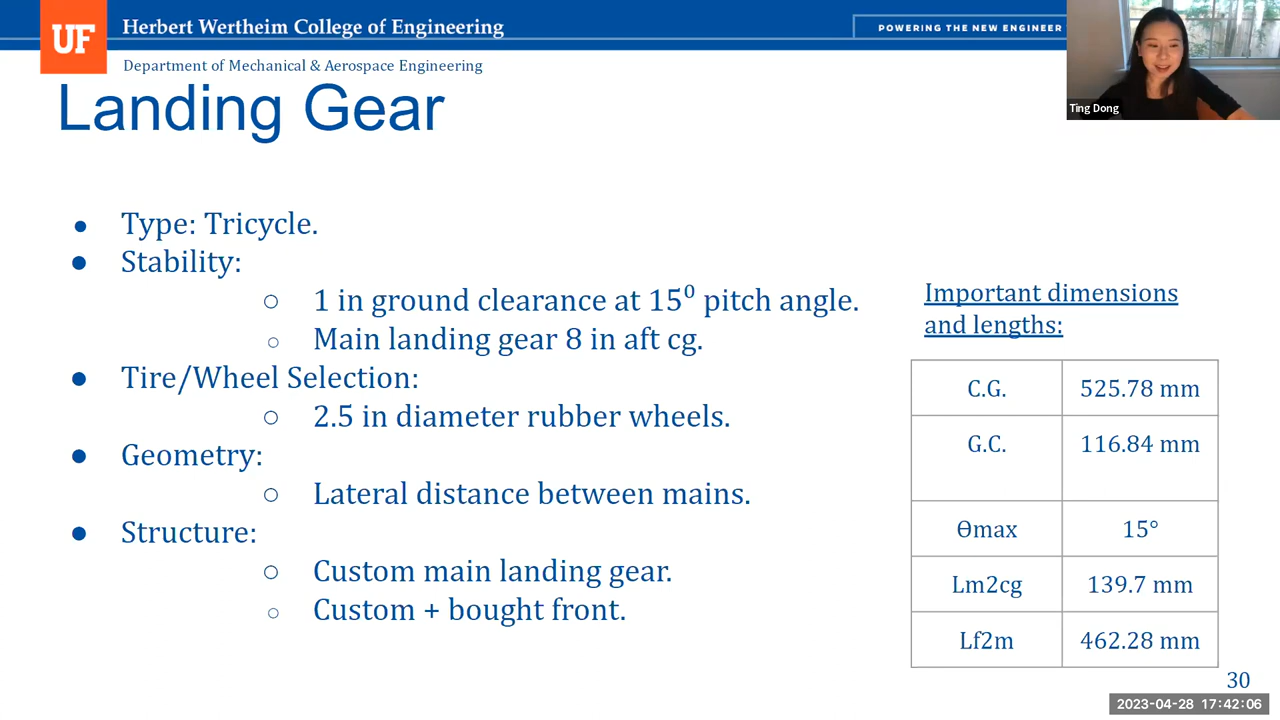 UF
Herbert Wertheim College of Engineering
POWERING THE NEW ENGINEER
Department of Mechanical & Aerospace Engineering
Ting Dong
Landing Gear
● Type: Tricycle.
● Stability:
○ 1 in ground clearance at 15⁰ pitch angle.
○ Main landing gear 8 in aft cg.
● Tire/Wheel Selection:
○ 2.5 in diameter rubber wheels.
● Geometry:
○ Lateral distance between mains.
● Structure:
○ Custom main landing gear.
○ Custom + bought front.
Important dimensions
and lengths:
C.G. 525.78 mm
G.C. 116.84 mm
ϴmax 15°
Lm2cg 139.7 mm
Lf2m 462.28 mm
30
2023-04-28 17:42:06